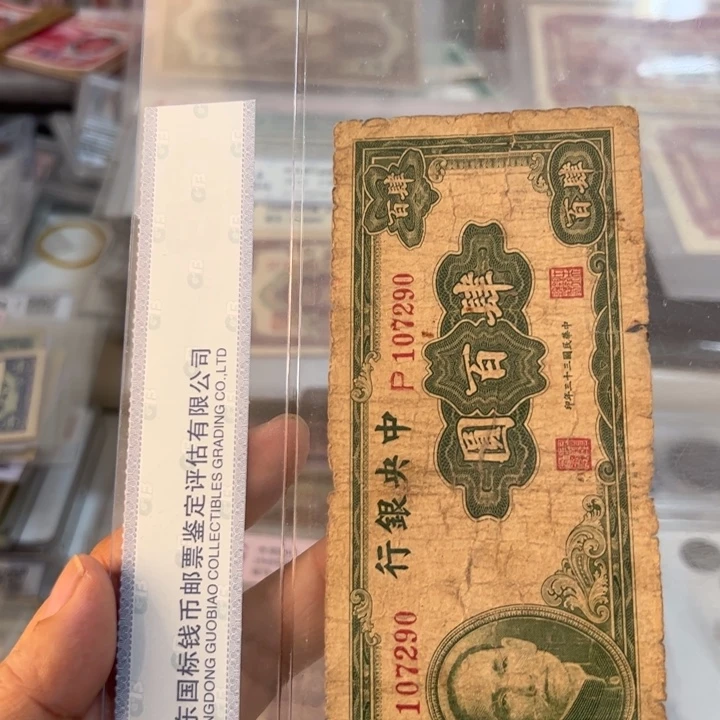 东国标钱币邮票鉴定评估有限公司
NGDONG GUOBIAO COLLECTIBLES GRADING CO.,LTD
肆百
肆百
P107290
中央銀行
107290
肆百圓
中華民國三十三年印